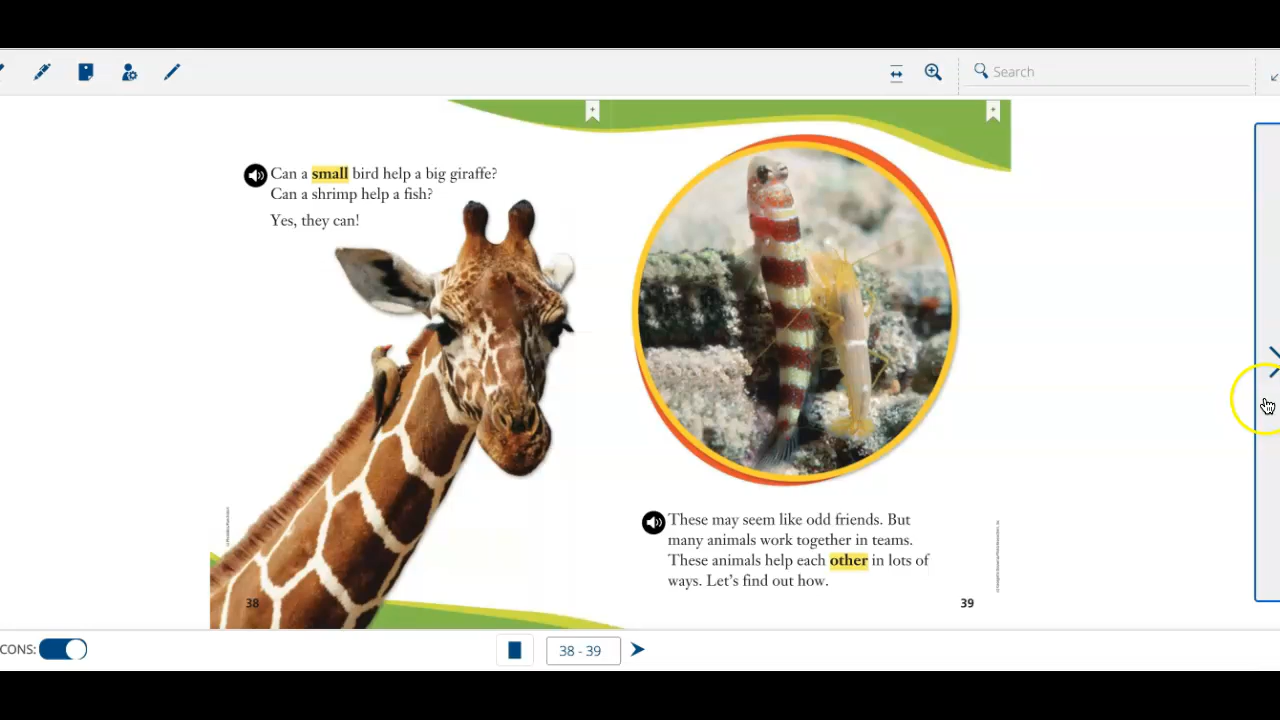 Search
Can a small bird help a big giraffe?
Can a shrimp help a fish?
Yes, they can!
These may seem like odd friends. But
many animals work together in teams.
These animals help each other in lots of
ways. Let's find out how.
38
39
CONS:
38 - 39